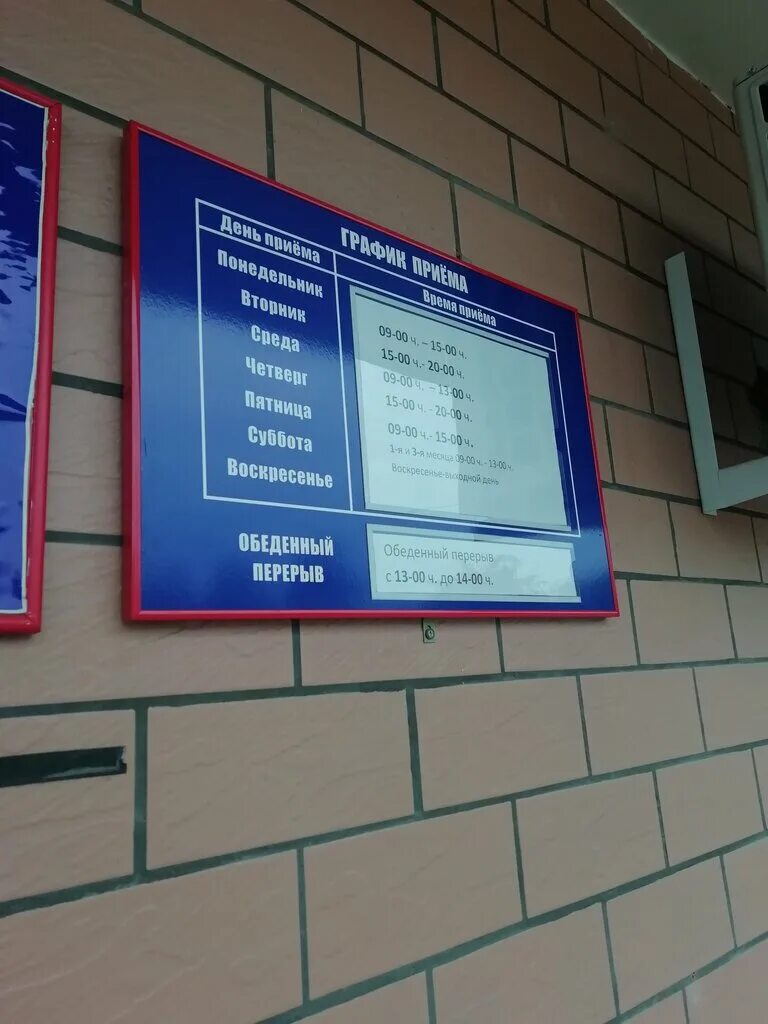 ГРАФИК ПРИЁМА
День приёма Время приёма
Понедельник 09-00 ч. – 15-00 ч.
Вторник 15-00 ч.- 20-00 ч.
Среда 09-00 ч. – 13-00 ч.
Четверг 15-00 ч. - 20-00 ч.
Пятница 09-00 ч.- 15-00 ч.
Суббота 1-я и 3-я месяца 09-00 ч. - 13-00 ч.
Воскресенье Воскресенье-выходной день
ОБЕДЕННЫЙ
ПЕРЕРЫВ
Обеденный перерыв
с 13-00 ч. до 14-00 ч.